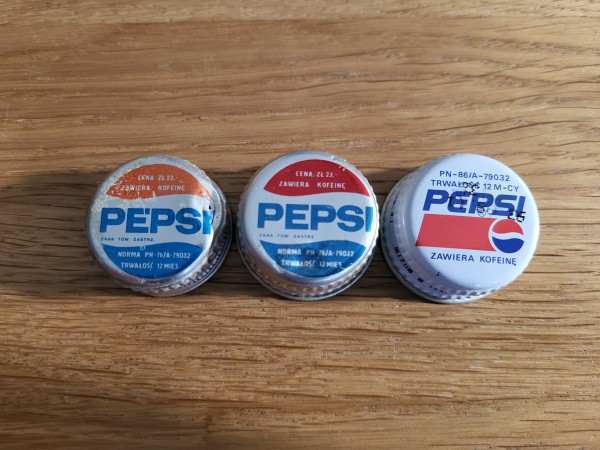 CENA ZŁ 23,-
ZAWIERA KOFEINĘ
PEPSI
ZNAK TOW ZASTRZ.
NORMA PN-76/A-79032
TRWAŁOŚĆ 12 MIES.
CENA ZŁ 23,-
ZAWIERA KOFEINĘ
PEPSI
ZNAK TOW ZASTRZ.
NORMA PN-76/A-79032
TRWAŁOŚĆ 12 MIES.
PN-86/A-79032
TRWAŁOŚĆ 12 M-CY
PEPSI
ZAWIERA KOFEINĘ